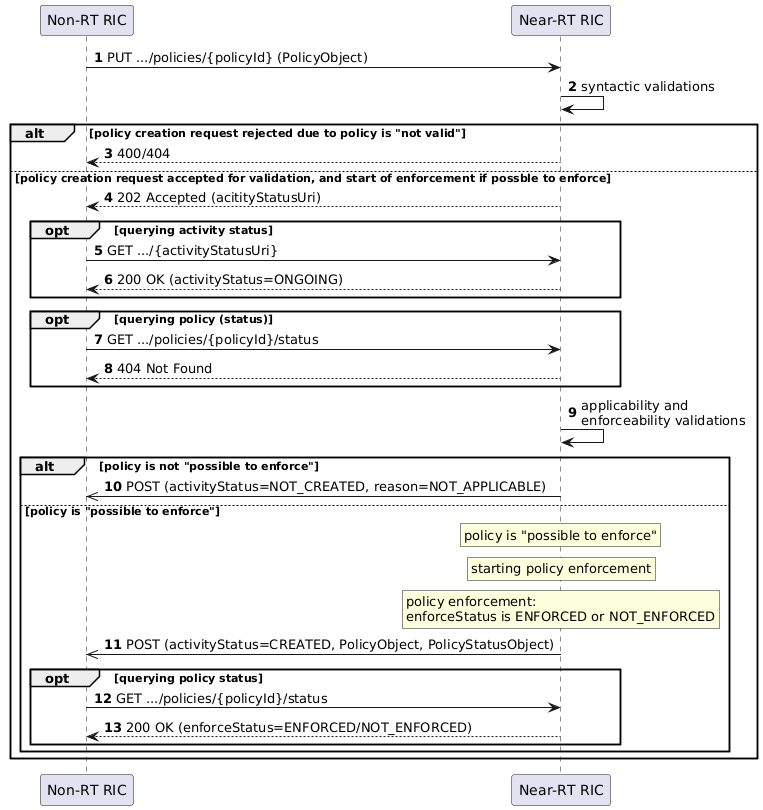 Non-RT RIC
Near-RT RIC
1 PUT .../policies/{policyId} (PolicyObject)
2 syntactic validations
alt
[policy creation request rejected due to policy is "not valid"]
3 400/404
[policy creation request accepted for validation, and start of enforcement if possble to enforce]
4 202 Accepted (acitityStatusUri)
opt
[querying activity status]
5 GET .../{activityStatusUri}
6 200 OK (activityStatus=ONGOING)
opt
[querying policy (status)]
7 GET .../policies/{policyId}/status
8 404 Not Found
9 applicability and
enforceability validations
alt
[policy is not "possible to enforce"]
10 POST (activityStatus=NOT_CREATED, reason=NOT_APPLICABLE)
[policy is "possible to enforce"]
policy is "possible to enforce"
starting policy enforcement
policy enforcement:
enforceStatus is ENFORCED or NOT_ENFORCED
11 POST (activityStatus=CREATED, PolicyObject, PolicyStatusObject)
opt
[querying policy status]
12 GET .../policies/{policyId}/status
13 200 OK (enforceStatus=ENFORCED/NOT_ENFORCED)
Non-RT RIC
Near-RT RIC